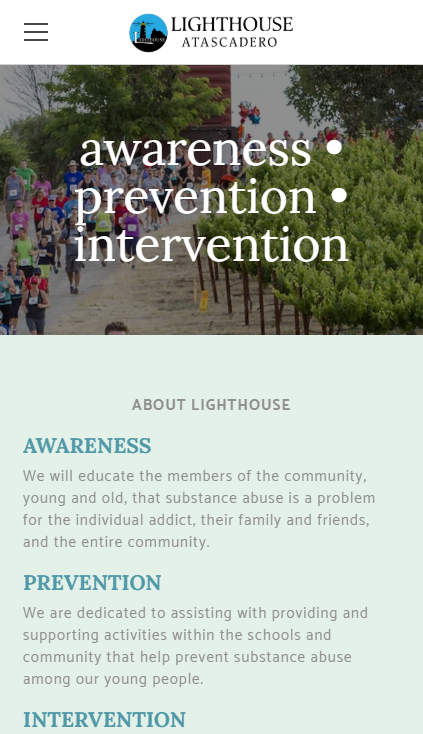 LIGHTHOUSE
LIGHTHOUSE
ATASCADERO
awareness •
prevention •
intervention
ABOUT LIGHTHOUSE
AWARENESS
We will educate the members of the community,
young and old, that substance abuse is a problem
for the individual addict, their family and friends,
and the entire community.
PREVENTION
We are dedicated to assisting with providing and
supporting activities within the schools and
community that help prevent substance abuse
among our young people.
INTERVENTION